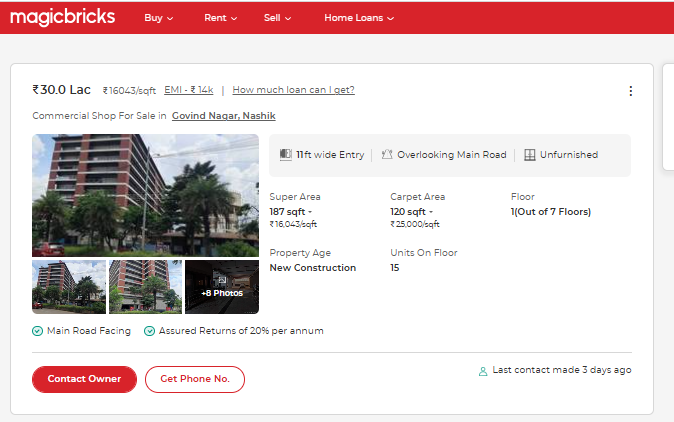 magicbricks
Buy Rent Sell Home Loans
₹30.0 Lac ₹16043/sqft EMI - ₹ 14k | How much loan can I get?
Commercial Shop For Sale in Govind Nagar, Nashik
11ft wide Entry Overlooking Main Road Unfurnished
Super Area Carpet Area Floor
187 sqft 120 sqft 1(Out of 7 Floors)
₹16,043/sqft ₹25,000/sqft
Property Age Units On Floor
New Construction 15
+8 Photos
Main Road Facing Assured Returns of 20% per annum
Contact Owner Get Phone No. Last contact made 3 days ago